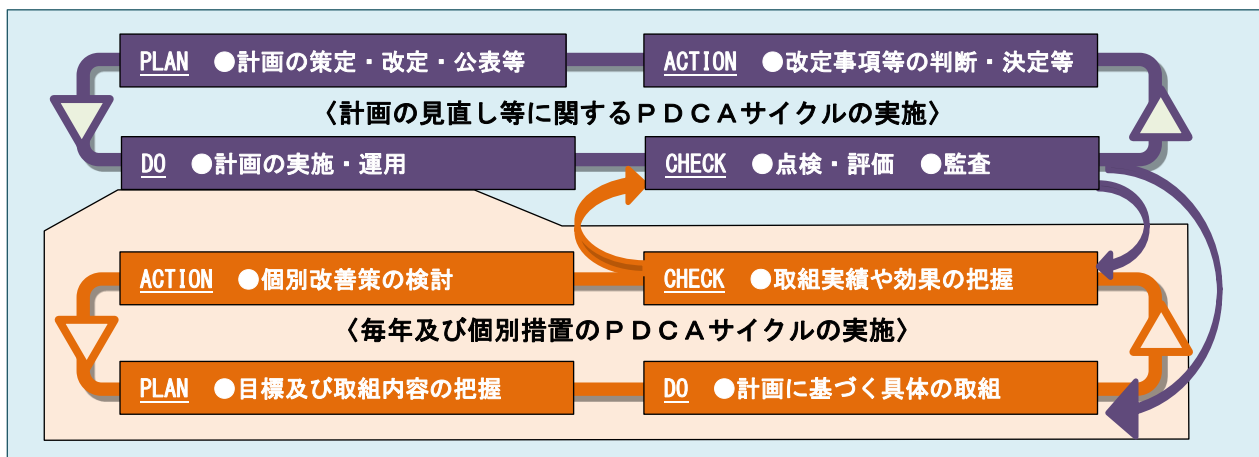 PLAN ●計画の策定・改定・公表等
ACTION ●改定事項等の判断・決定等
〈計画の見直し等に関するＰＤＣＡサイクルの実施〉
DO ●計画の実施・運用
CHECK ●点検・評価 ●監査
ACTION ●個別改善策の検討
CHECK ●取組実績や効果の把握
〈毎年及び個別措置のＰＤＣＡサイクルの実施〉
PLAN ●目標及び取組内容の把握
DO ●計画に基づく具体の取組